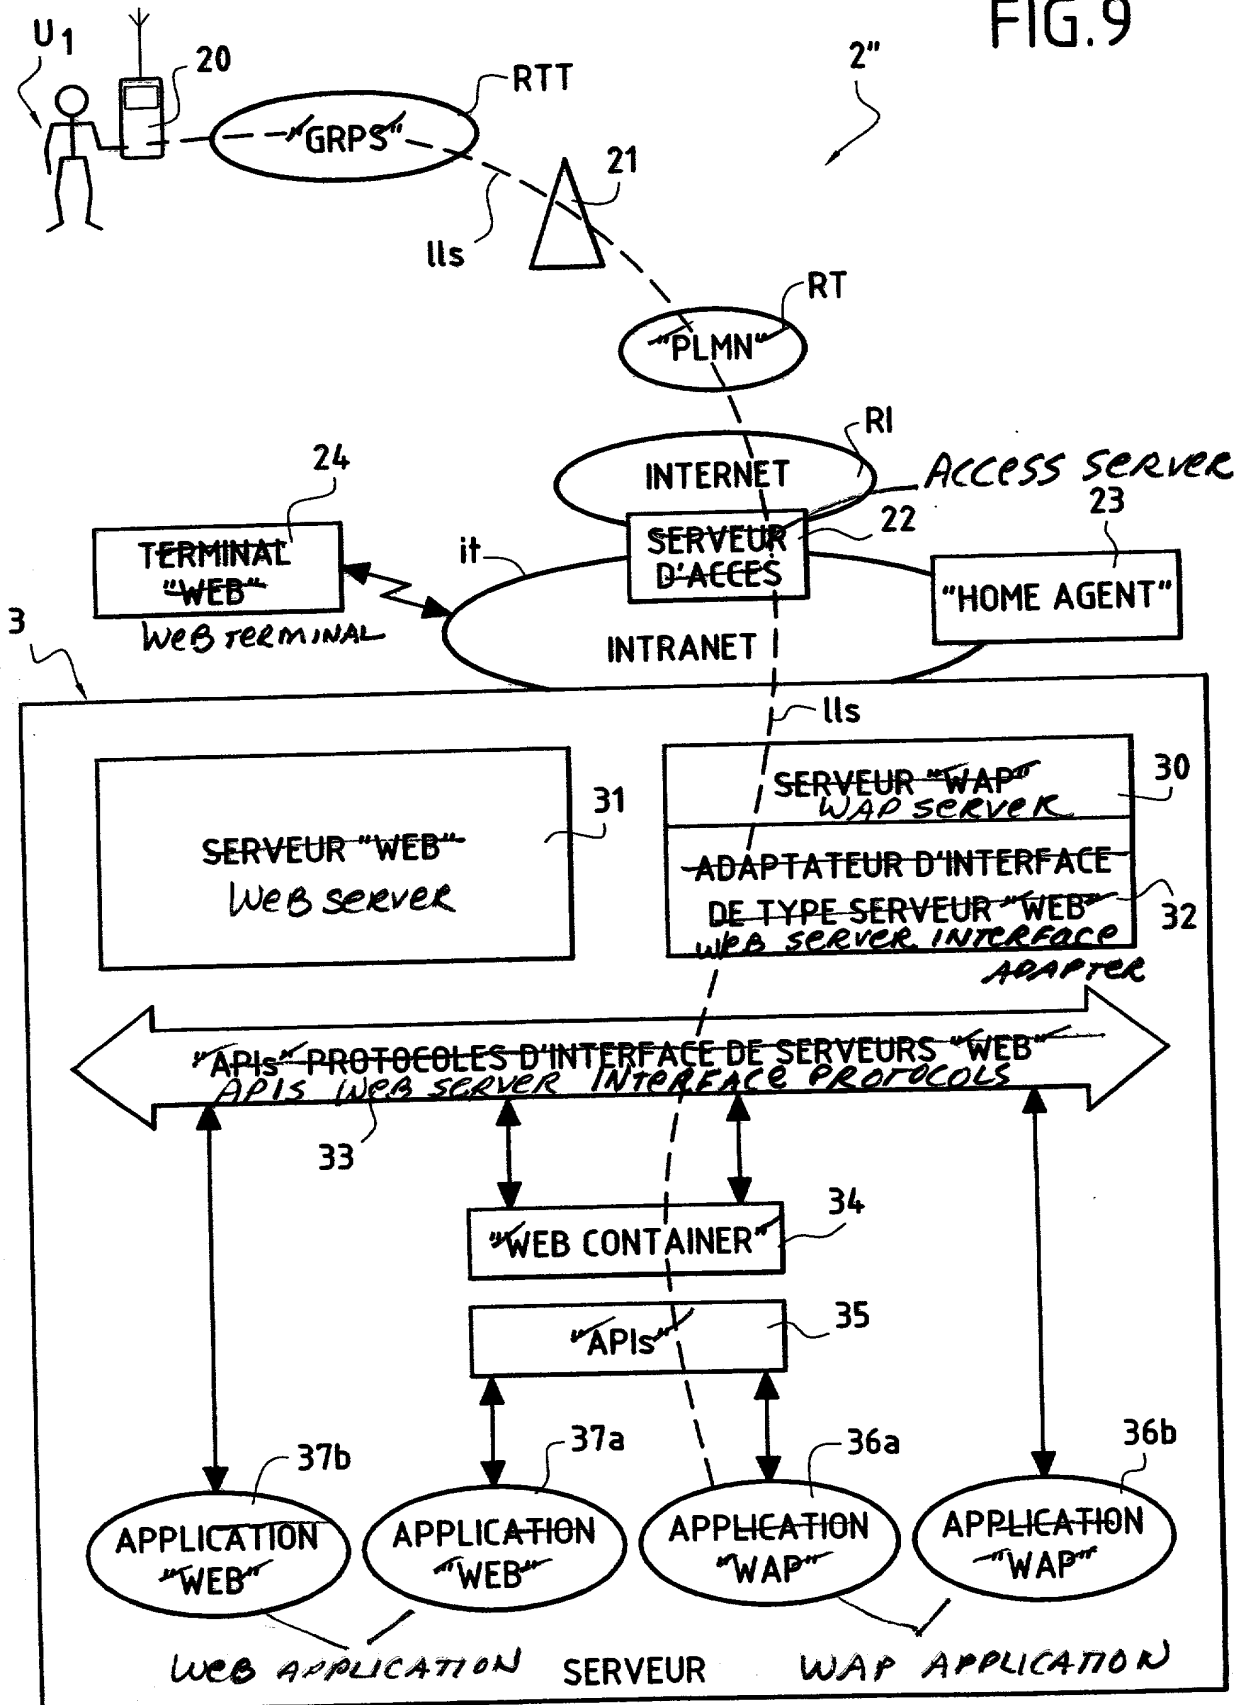 FIG.9
U1
20
RTT
2"
"GRPS"
21
lls
RT
"PLMN"
RI
INTERNET
ACCESS SERVER
24
23
22
SERVEUR
D'ACCES
TERMINAL
"WEB"
it
"HOME AGENT"
WEB TERMINAL
INTRANET
3
lls
30
SERVEUR "WAP"
WAP SERVER
31
SERVEUR "WEB"
WEB SERVER
ADAPTATEUR D'INTERFACE
DE TYPE SERVEUR "WEB"
32
WEB SERVER INTERFACE
ADAPTER
"APIs" PROTOCOLES D'INTERFACE DE SERVEURS "WEB"
APIS WEB SERVER INTERFACE PROTOCOLS
33
34
"WEB CONTAINER"
35
"APIs"
37b
37a
36a
36b
APPLICATION
"WEB"
APPLICATION
"WEB"
APPLICATION
"WAP"
APPLICATION
"WAP"
WEB APPLICATION
SERVEUR
WAP APPLICATION